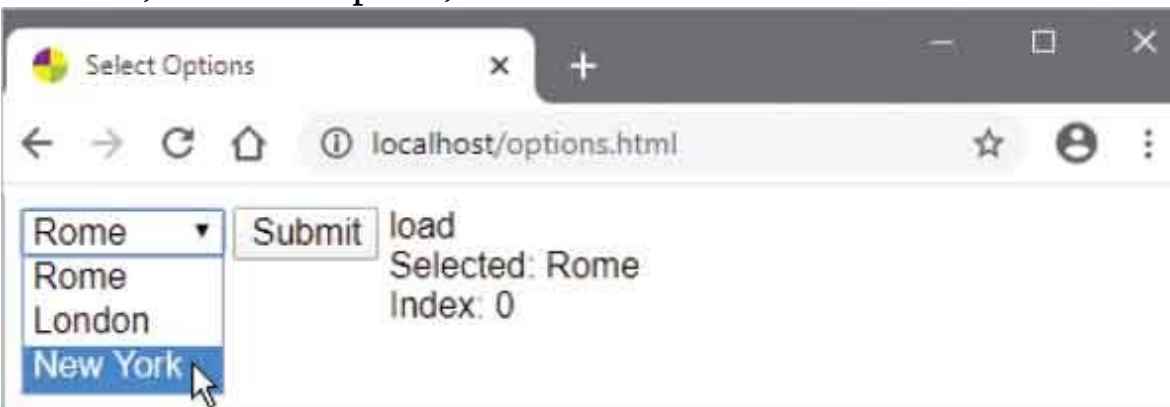 Select Options
localhost/options.html
Rome Submit load
Rome Selected: Rome
London Index: 0
New York